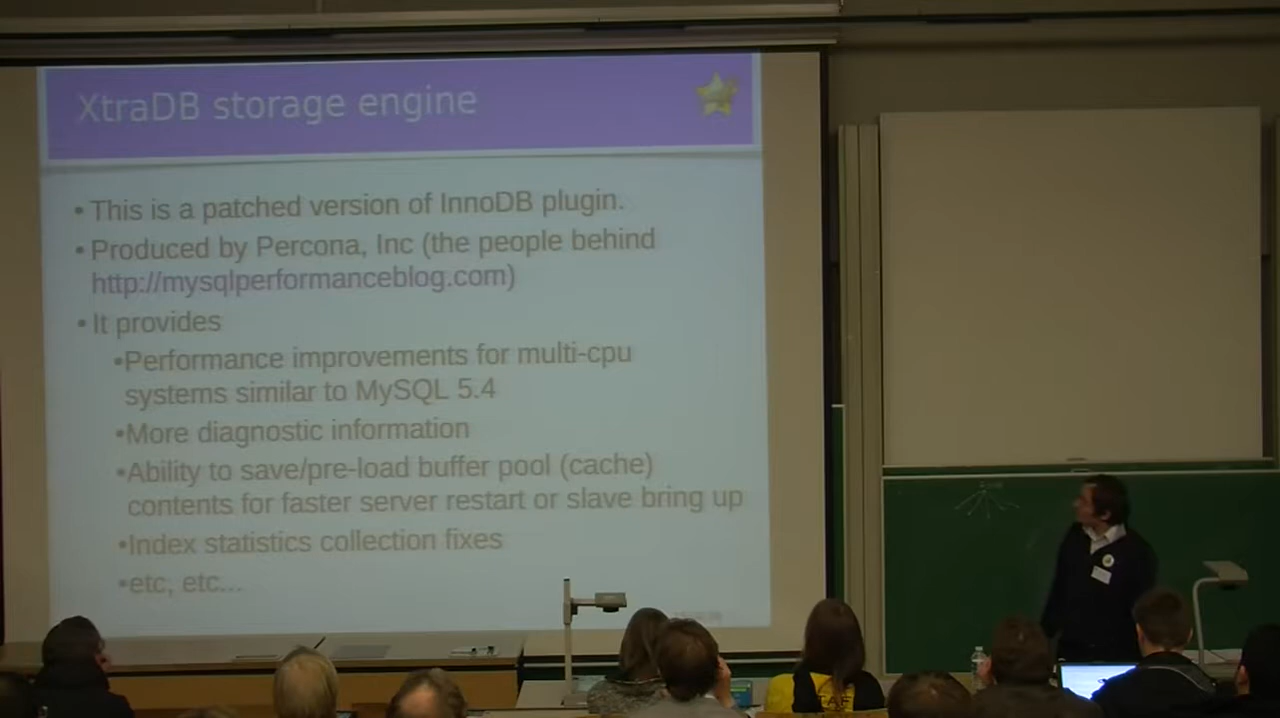 XtraDB storage engine
• This is a patched version of InnoDB plugin.
• Produced by Percona, Inc (the people behind
http://mysqlperformanceblog.com)
• It provides
•Performance improvements for multi-cpu
systems similar to MySQL 5.4
•More diagnostic information
•Ability to save/pre-load buffer pool (cache)
contents for faster server restart or slave bring up
•Index statistics collection fixes
•etc, etc...